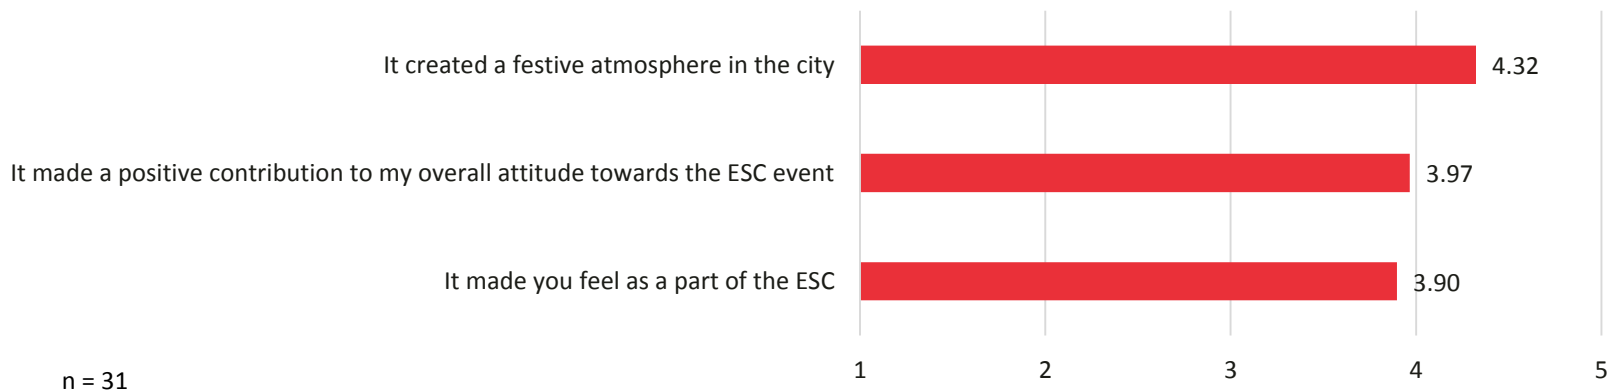 It created a festive atmosphere in the city
4.32
It made a positive contribution to my overall attitude towards the ESC event
3.97
It made you feel as a part of the ESC
3.90
1 2 3 4 5
n = 31